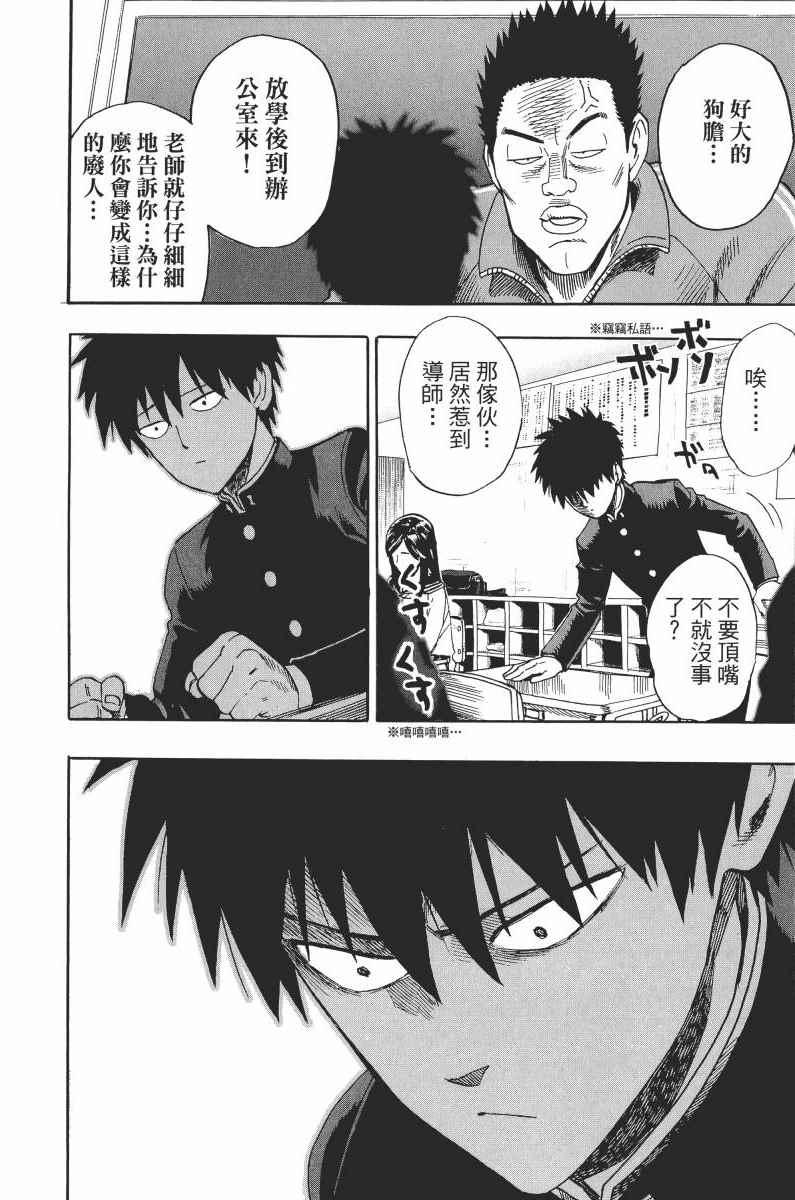 好大的
狗膽…
放學後到辦
公室來！
老師就仔仔細細
地告訴你…為什
麼你會變成這樣
的廢人…
唉……
※竊竊私語…
ボソ
ボソ
那傢伙…
居然惹到
導師…
ガタ
不要頂嘴
不就沒事
了?
くす
くす
※嘻嘻嘻嘻…